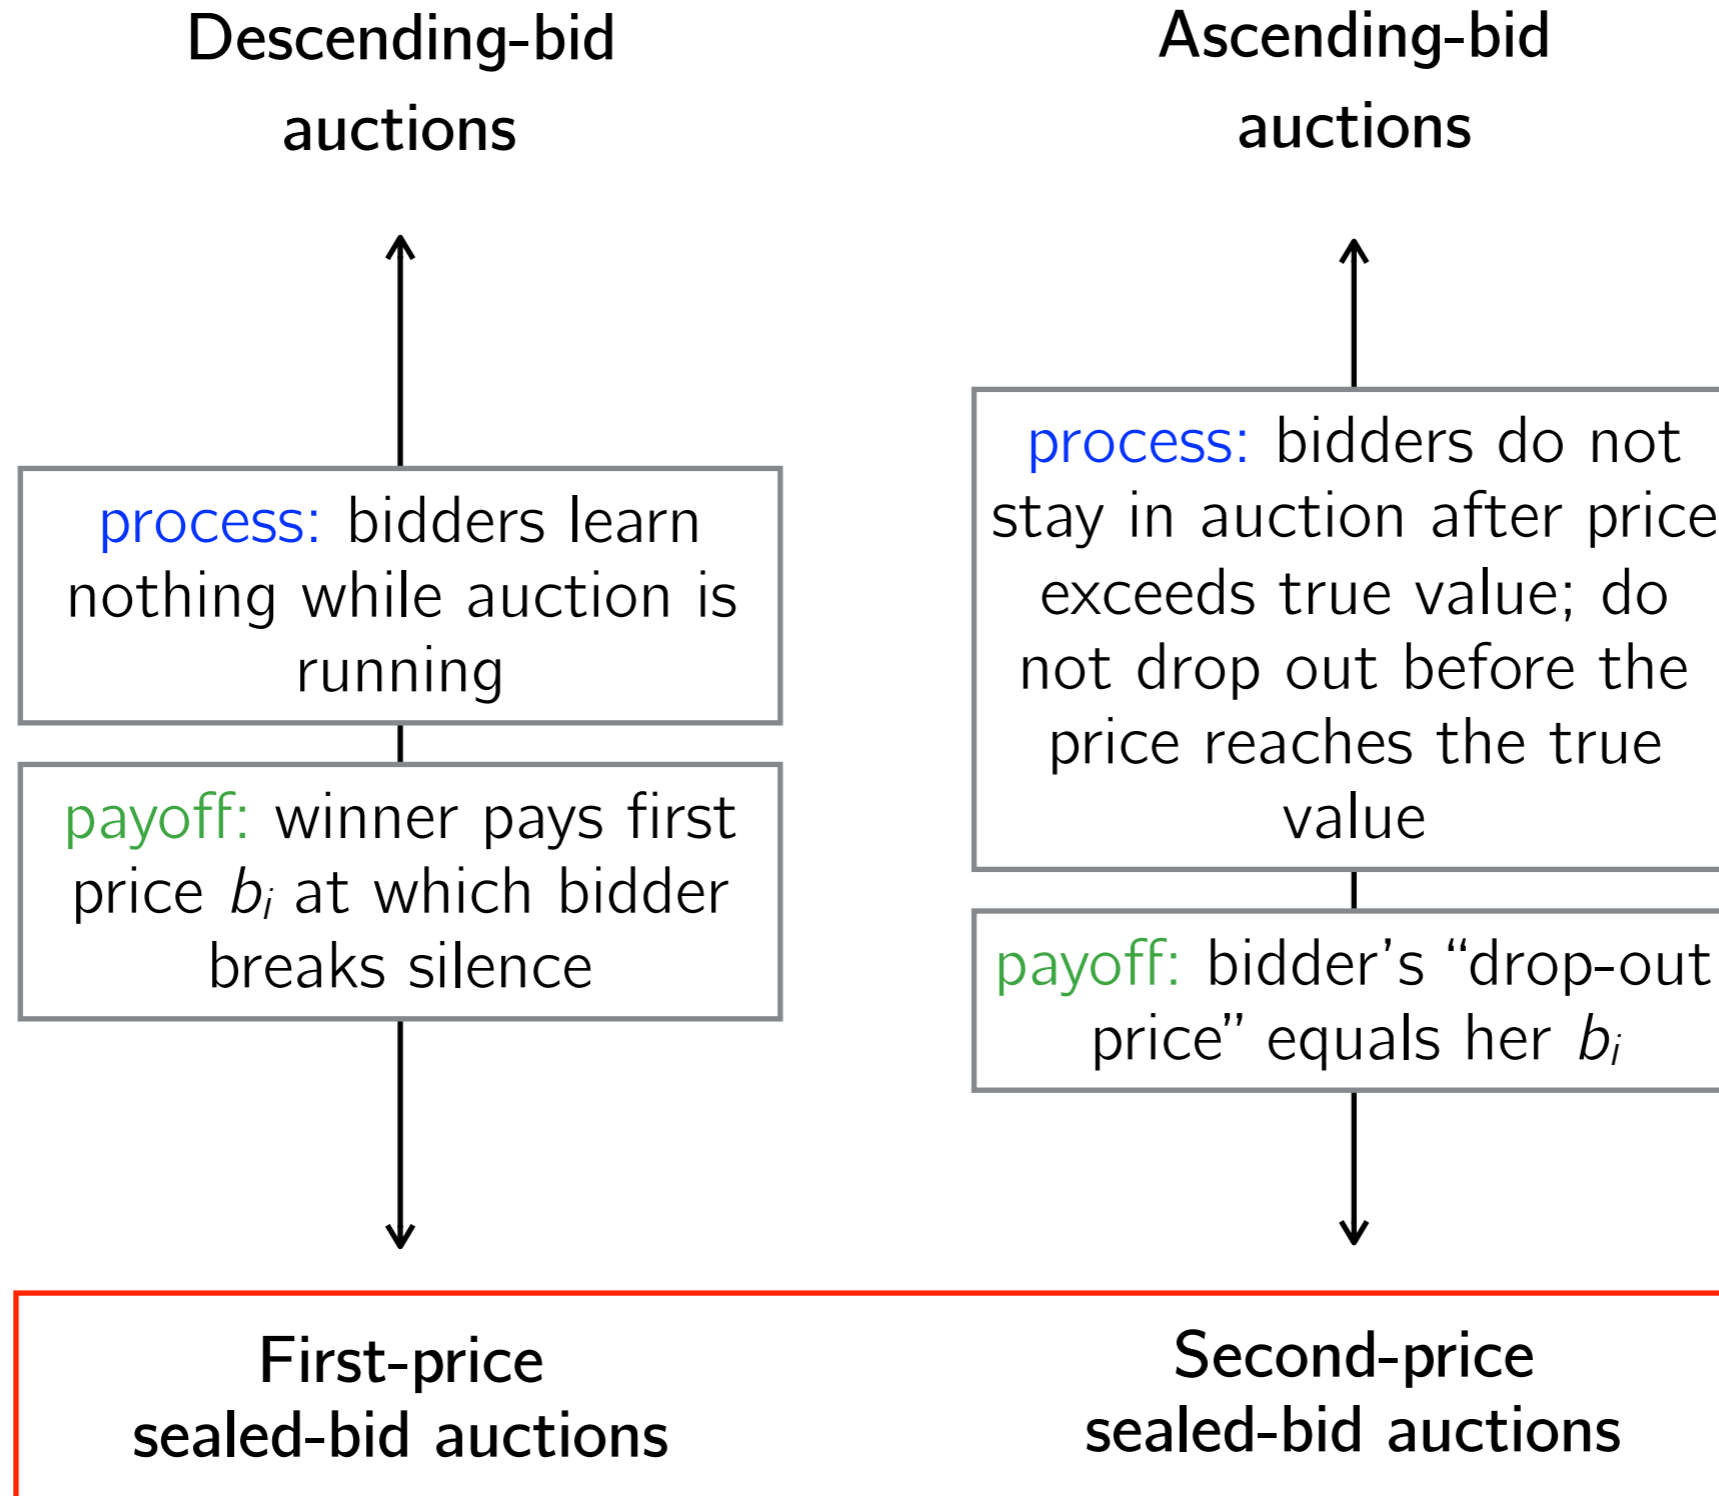 Descending-bid
auctions
process: bidders learn
nothing while auction is
running
payoff: winner pays first
price bᵢ at which bidder
breaks silence
First-price
sealed-bid auctions
Ascending-bid
auctions
process: bidders do not
stay in auction after price
exceeds true value; do
not drop out before the
price reaches the true
value
payoff: bidder’s “drop-out
price” equals her bᵢ
Second-price
sealed-bid auctions